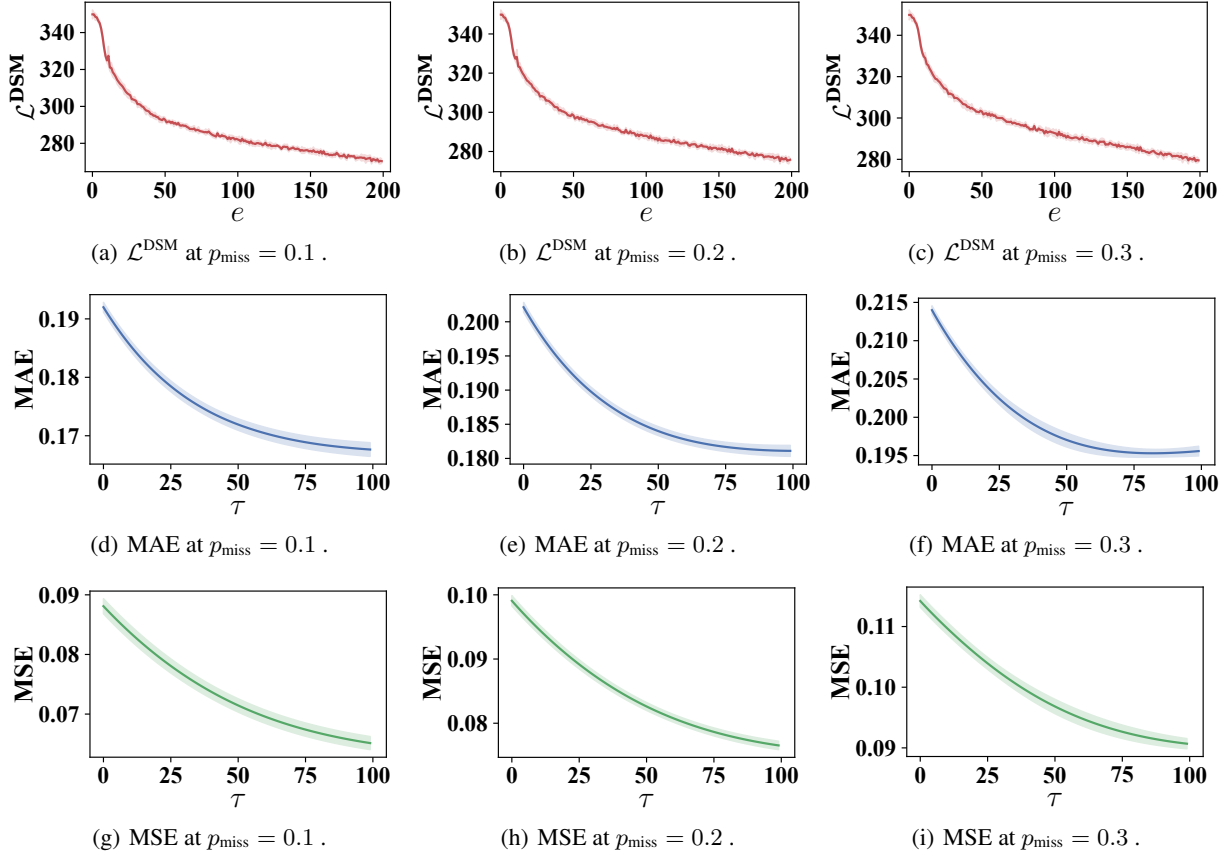 340
320
300
280
ℒ^DSM
0 50 100 150 200
e
340
320
300
280
ℒ^DSM
0 50 100 150 200
e
340
320
300
280
ℒ^DSM
0 50 100 150 200
e
(a) ℒ^DSM at p_miss = 0.1 .
(b) ℒ^DSM at p_miss = 0.2 .
(c) ℒ^DSM at p_miss = 0.3 .
0.19
0.18
0.17
MAE
0 25 50 75 100
τ
0.200
0.195
0.190
0.185
0.180
MAE
0 25 50 75 100
τ
0.215
0.210
0.205
0.200
0.195
MAE
0 25 50 75 100
τ
(d) MAE at p_miss = 0.1 .
(e) MAE at p_miss = 0.2 .
(f) MAE at p_miss = 0.3 .
0.09
0.08
0.07
MSE
0 25 50 75 100
τ
0.10
0.09
0.08
MSE
0 25 50 75 100
τ
0.11
0.10
0.09
MSE
0 25 50 75 100
τ
(g) MSE at p_miss = 0.1 .
(h) MSE at p_miss = 0.2 .
(i) MSE at p_miss = 0.3 .